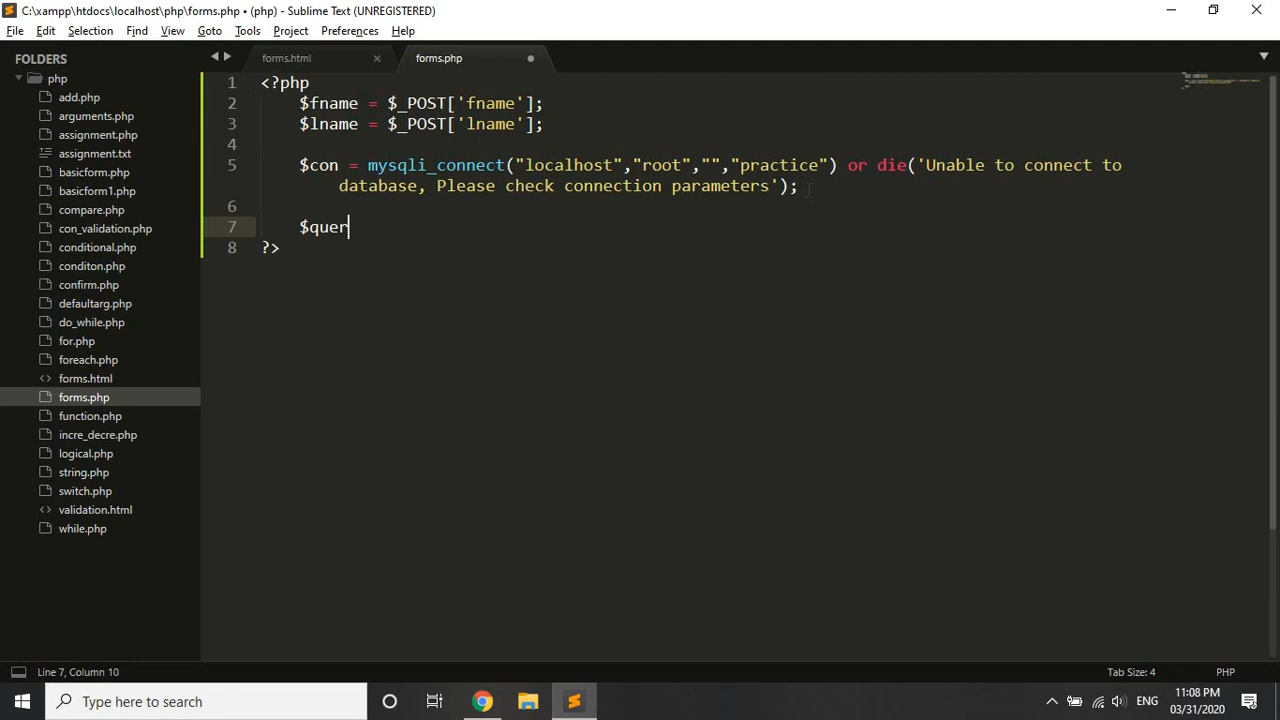 C:\xampp\htdocs\localhost\php\forms.php • (php) - Sublime Text (UNREGISTERED)
File Edit Selection Find View Goto Tools Project Preferences Help
FOLDERS
php
add.php
arguments.php
assignment.php
assignment.txt
basicform.php
basicform1.php
compare.php
con_validation.php
conditional.php
conditon.php
confirm.php
defaultarg.php
do_while.php
for.php
foreach.php
forms.html
forms.php
function.php
incre_decre.php
logical.php
string.php
switch.php
validation.html
while.php
forms.html × forms.php
1 <?php
2 $fname = $_POST['fname'];
3 $lname = $_POST['lname'];
4
5 $con = mysqli_connect("localhost","root","","practice") or die('Unable to connect to
database, Please check connection parameters');
6
7 $quer
8 ?>
Line 7, Column 10 Tab Size: 4 PHP
Type here to search
ENG
11:08 PM
03/31/2020